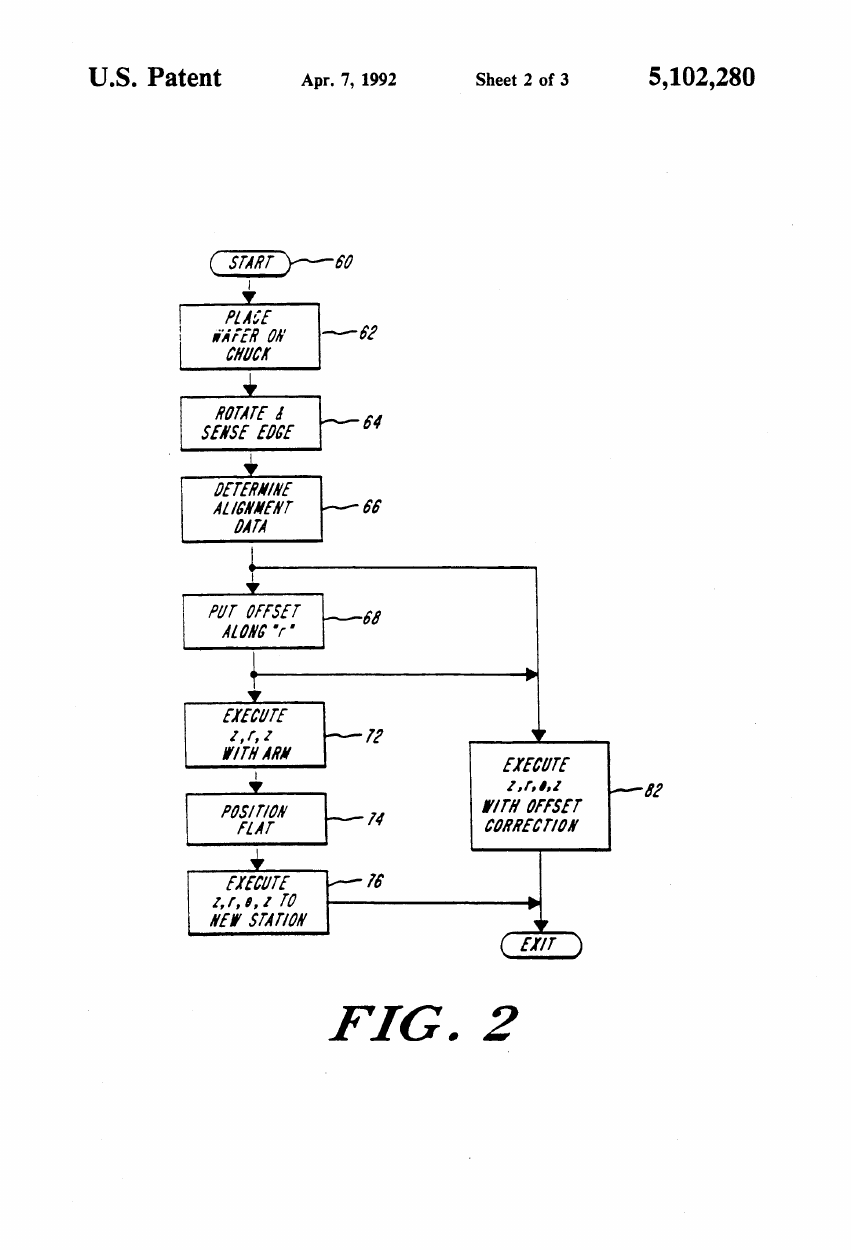 U.S. Patent Apr. 7, 1992 Sheet 2 of 3 5,102,280
START 60
PLACE
WAFER ON 62
CHUCK
ROTATE &
SENSE EDGE 64
DETERMINE
ALIGNMENT 66
DATA
PUT OFFSET 68
ALONG "r"
EXECUTE
z,r,z 72
WITH ARM
POSITION 74
FLAT
EXECUTE 76
z,r,θ,z TO
NEW STATION
EXECUTE
z,r,θ,z 82
WITH OFFSET
CORRECTION
EXIT
FIG. 2